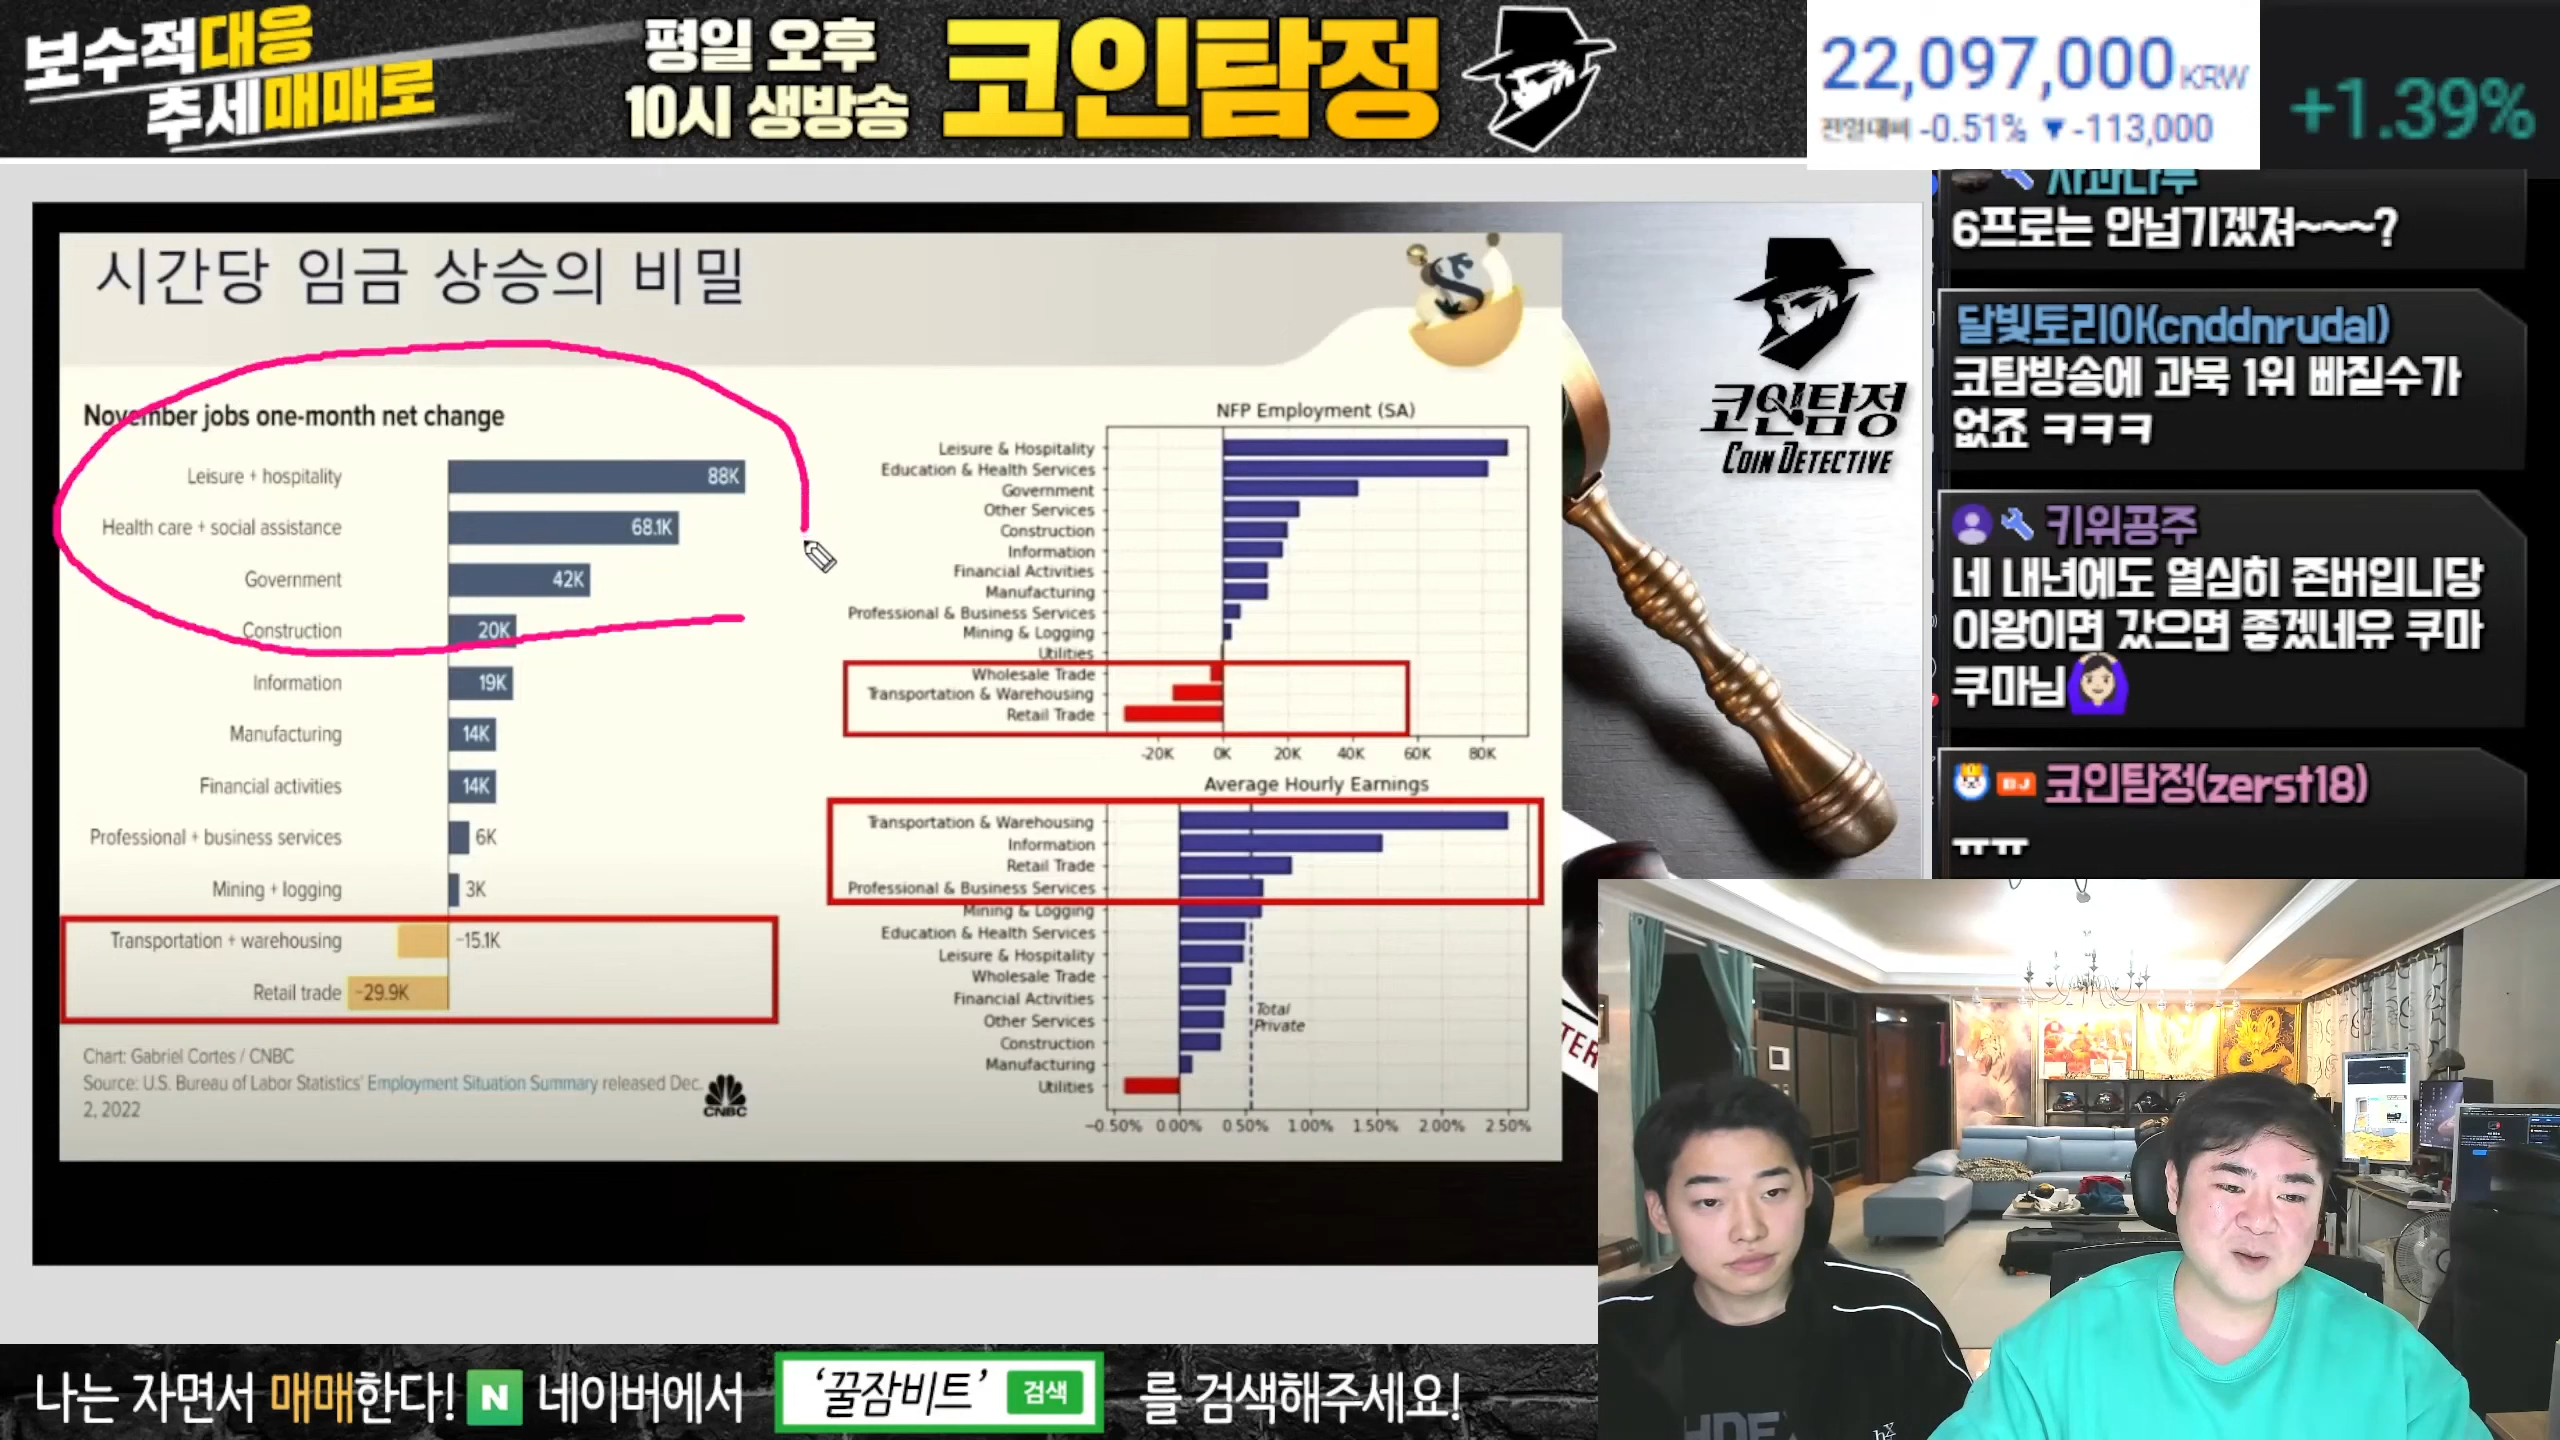 보수적대응
추세매매로
평일 오후
10시 생방송
코인탐정
22,097,000 KRW
전일대비 -0.51% ▼ -113,000
+1.39%
시간당 임금 상승의 비밀
November jobs one-month net change
Leisure + hospitality 88K
Health care + social assistance 68.1K
Government 42K
Construction 20K
Information 19K
Manufacturing 14K
Financial activities 14K
Professional + business services 6K
Mining + logging 3K
Transportation + warehousing -15.1K
Retail trade -29.9K
Chart: Gabriel Cortes / CNBC
Source: U.S. Bureau of Labor Statistics' Employment Situation Summary released Dec.
2, 2022
CNBC
NFP Employment (SA)
Leisure & Hospitality
Education & Health Services
Government
Other Services
Construction
Information
Financial Activities
Manufacturing
Professional & Business Services
Mining & Logging
Utilities
Wholesale Trade
Transportation & Warehousing
Retail Trade
-20K 0K 20K 40K 60K 80K
Average Hourly Earnings
Transportation & Warehousing
Information
Retail Trade
Professional & Business Services
Mining & Logging
Education & Health Services
Leisure & Hospitality
Wholesale Trade
Financial Activities
Other Services
Construction
Manufacturing
Utilities
Total
Private
-0.50% 0.00% 0.50% 1.00% 1.50% 2.00% 2.50%
코인탐정
COIN DETECTIVE
6프로는 안넘기겠져~~~?
달빛토리아(cnddnrudal)
코탐방송에 과묵 1위 빠질수가
없죠 ㅋㅋㅋ
키위공주
네 내년에도 열심히 존버입니당
이왕이면 갔으면 좋겠네유 쿠마
쿠마님
BJ 코인탐정(zerst18)
ㅠㅠ
나는 자면서 매매한다! N 네이버에서 '꿀잠비트' 검색 를 검색해주세요!